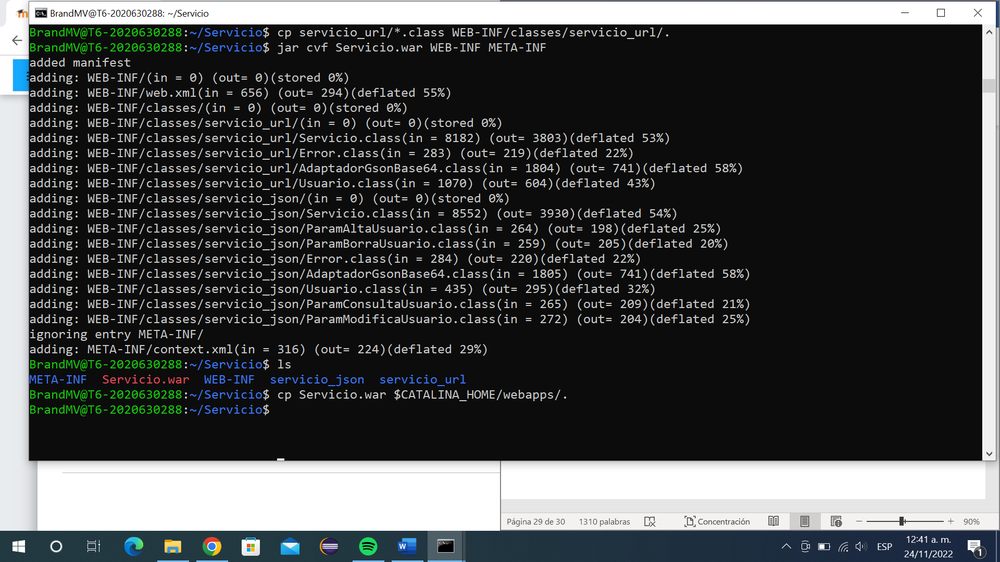 BrandMV@T6-2020630288: ~/Servicio
BrandMV@T6-2020630288:~/Servicio$ cp servicio_url/*.class WEB-INF/classes/servicio_url/.
BrandMV@T6-2020630288:~/Servicio$ jar cvf Servicio.war WEB-INF META-INF
added manifest
adding: WEB-INF/(in = 0) (out= 0)(stored 0%)
adding: WEB-INF/web.xml(in = 656) (out= 294)(deflated 55%)
adding: WEB-INF/classes/(in = 0) (out= 0)(stored 0%)
adding: WEB-INF/classes/servicio_url/(in = 0) (out= 0)(stored 0%)
adding: WEB-INF/classes/servicio_url/Servicio.class(in = 8182) (out= 3803)(deflated 53%)
adding: WEB-INF/classes/servicio_url/Error.class(in = 283) (out= 219)(deflated 22%)
adding: WEB-INF/classes/servicio_url/AdaptadorGsonBase64.class(in = 1804) (out= 741)(deflated 58%)
adding: WEB-INF/classes/servicio_url/Usuario.class(in = 1070) (out= 604)(deflated 43%)
adding: WEB-INF/classes/servicio_json/(in = 0) (out= 0)(stored 0%)
adding: WEB-INF/classes/servicio_json/Servicio.class(in = 8552) (out= 3930)(deflated 54%)
adding: WEB-INF/classes/servicio_json/ParamAltaUsuario.class(in = 264) (out= 198)(deflated 25%)
adding: WEB-INF/classes/servicio_json/ParamBorraUsuario.class(in = 259) (out= 205)(deflated 20%)
adding: WEB-INF/classes/servicio_json/Error.class(in = 284) (out= 220)(deflated 22%)
adding: WEB-INF/classes/servicio_json/AdaptadorGsonBase64.class(in = 1805) (out= 741)(deflated 58%)
adding: WEB-INF/classes/servicio_json/Usuario.class(in = 435) (out= 295)(deflated 32%)
adding: WEB-INF/classes/servicio_json/ParamConsultaUsuario.class(in = 265) (out= 209)(deflated 21%)
adding: WEB-INF/classes/servicio_json/ParamModificaUsuario.class(in = 272) (out= 204)(deflated 25%)
ignoring entry META-INF/
adding: META-INF/context.xml(in = 316) (out= 224)(deflated 29%)
BrandMV@T6-2020630288:~/Servicio$ ls
META-INF Servicio.war WEB-INF servicio_json servicio_url
BrandMV@T6-2020630288:~/Servicio$ cp Servicio.war $CATALINA_HOME/webapps/.
BrandMV@T6-2020630288:~/Servicio$
Página 29 de 30 1310 palabras Concentración 90%
ESP 12:41 a. m.
24/11/2022
1